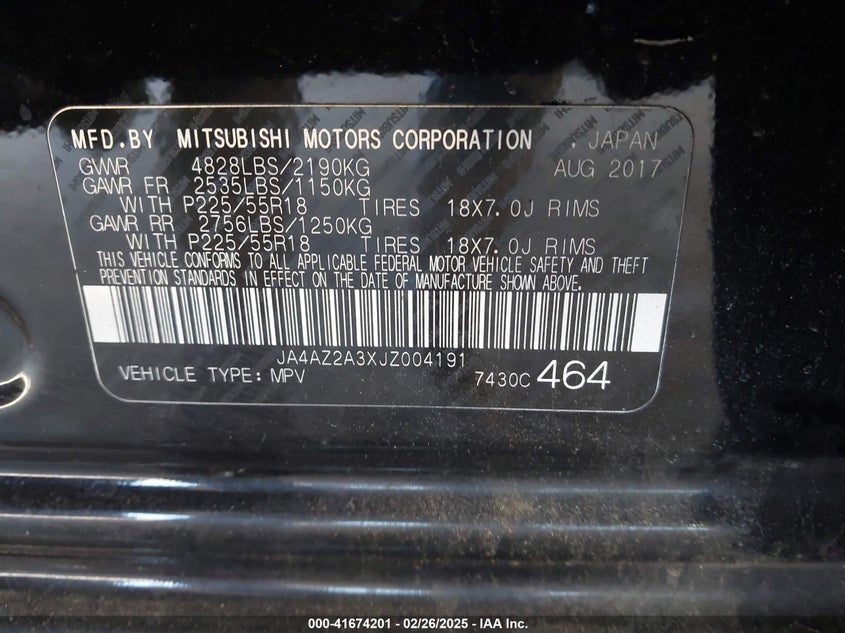 MFD.BY MITSUBISHI MOTORS CORPORATION , JAPAN
GVWR 4828LBS/2190KG AUG 2017
GAWR FR 2535LBS/1150KG
WITH P225/55R18 TIRES 18X7.0J RIMS
GAWR RR 2756LBS/1250KG
WITH P225/55R18 TIRES 18X7.0J RIMS
THIS VEHICLE CONFORMS TO ALL APPLICABLE FEDERAL MOTOR VEHICLE SAFETY AND THEFT
PREVENTION STANDARDS IN EFFECT ON THE DATE OF MANUFACTURE SHOWN ABOVE.
JA4AZ2A3XJZ004191
VEHICLE TYPE: MPV 7430C 464
000-41674201 - 02/26/2025 - IAA Inc.